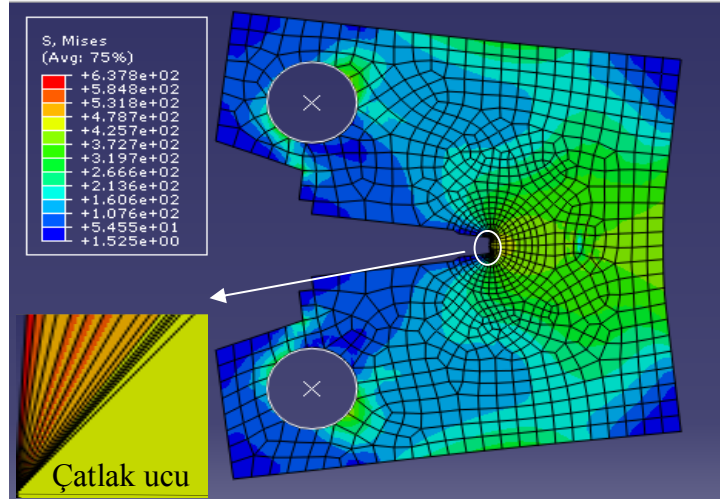 S, Mises
(Avg: 75%)
+6.378e+02
+5.848e+02
+5.318e+02
+4.787e+02
+4.257e+02
+3.727e+02
+3.197e+02
+2.666e+02
+2.136e+02
+1.606e+02
+1.076e+02
+5.455e+01
+1.525e+00
Çatlak ucu